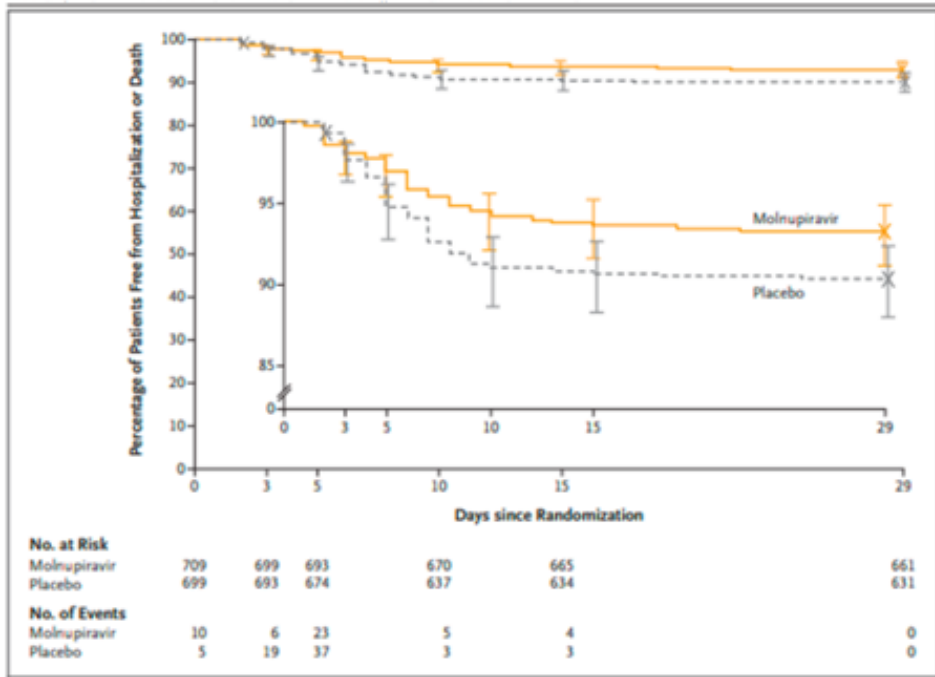 Percentage of Patients Free from Hospitalization or Death
100
90
80
70
60
50
40
30
20
10
0
100
95
90
85
0
Molnupiravir
Placebo
0 3 5 10 15 29
0 3 5 10 15 29
Days since Randomization
No. at Risk
Molnupiravir 709 699 693 670 665 661
Placebo 699 693 674 637 634 631
No. of Events
Molnupiravir 10 6 23 5 4 0
Placebo 5 19 37 3 3 0